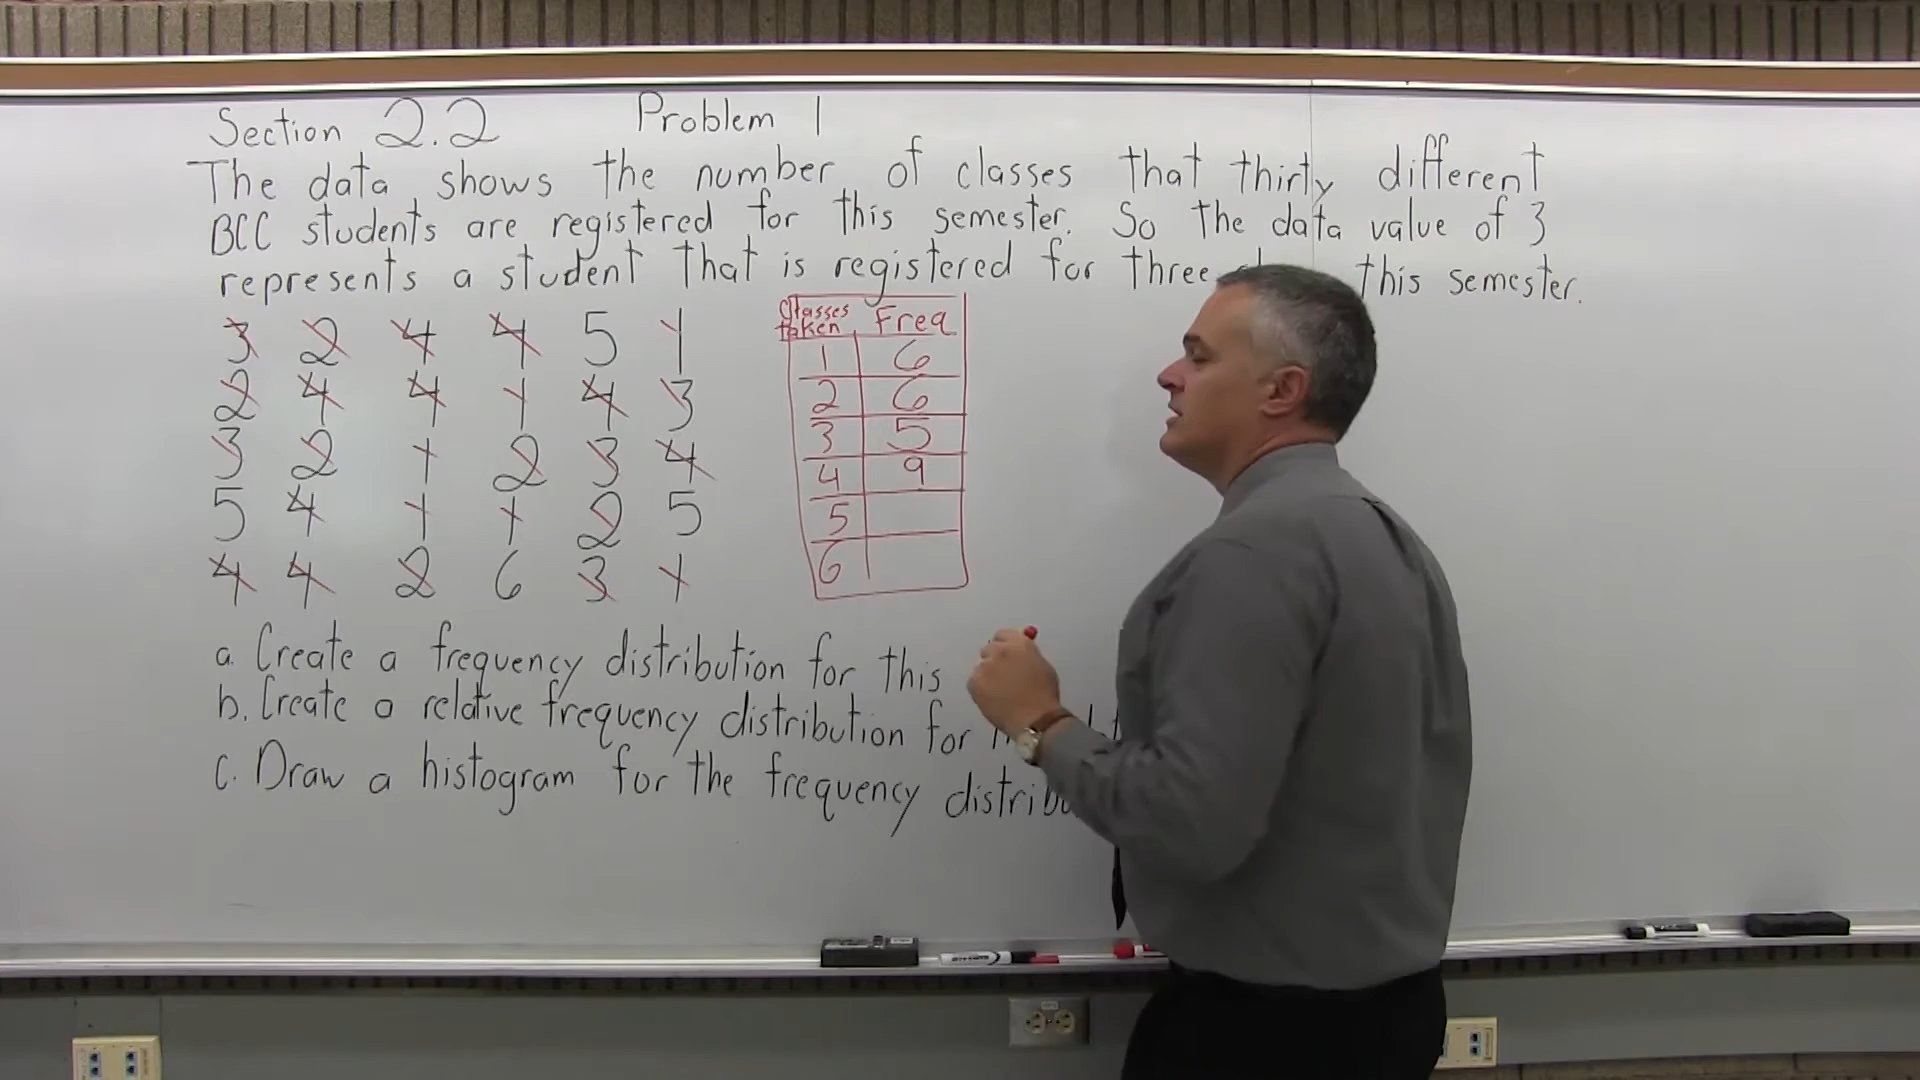 Section 2.2 Problem 1
The data shows the number of classes that thirty different
BCC students are registered for this semester. So the data value of 3
represents a student that is registered for three this semester.
3 2 4 4 5 1
2 4 4 1 4 3
3 2 1 2 3 4
5 4 1 1 2 5
4 4 2 6 3 1
Classes taken Freq
1 6
2 6
3 5
4 9
5
6
a. Create a frequency distribution for this
b. Create a relative frequency distribution for
c. Draw a histogram for the frequency distribu